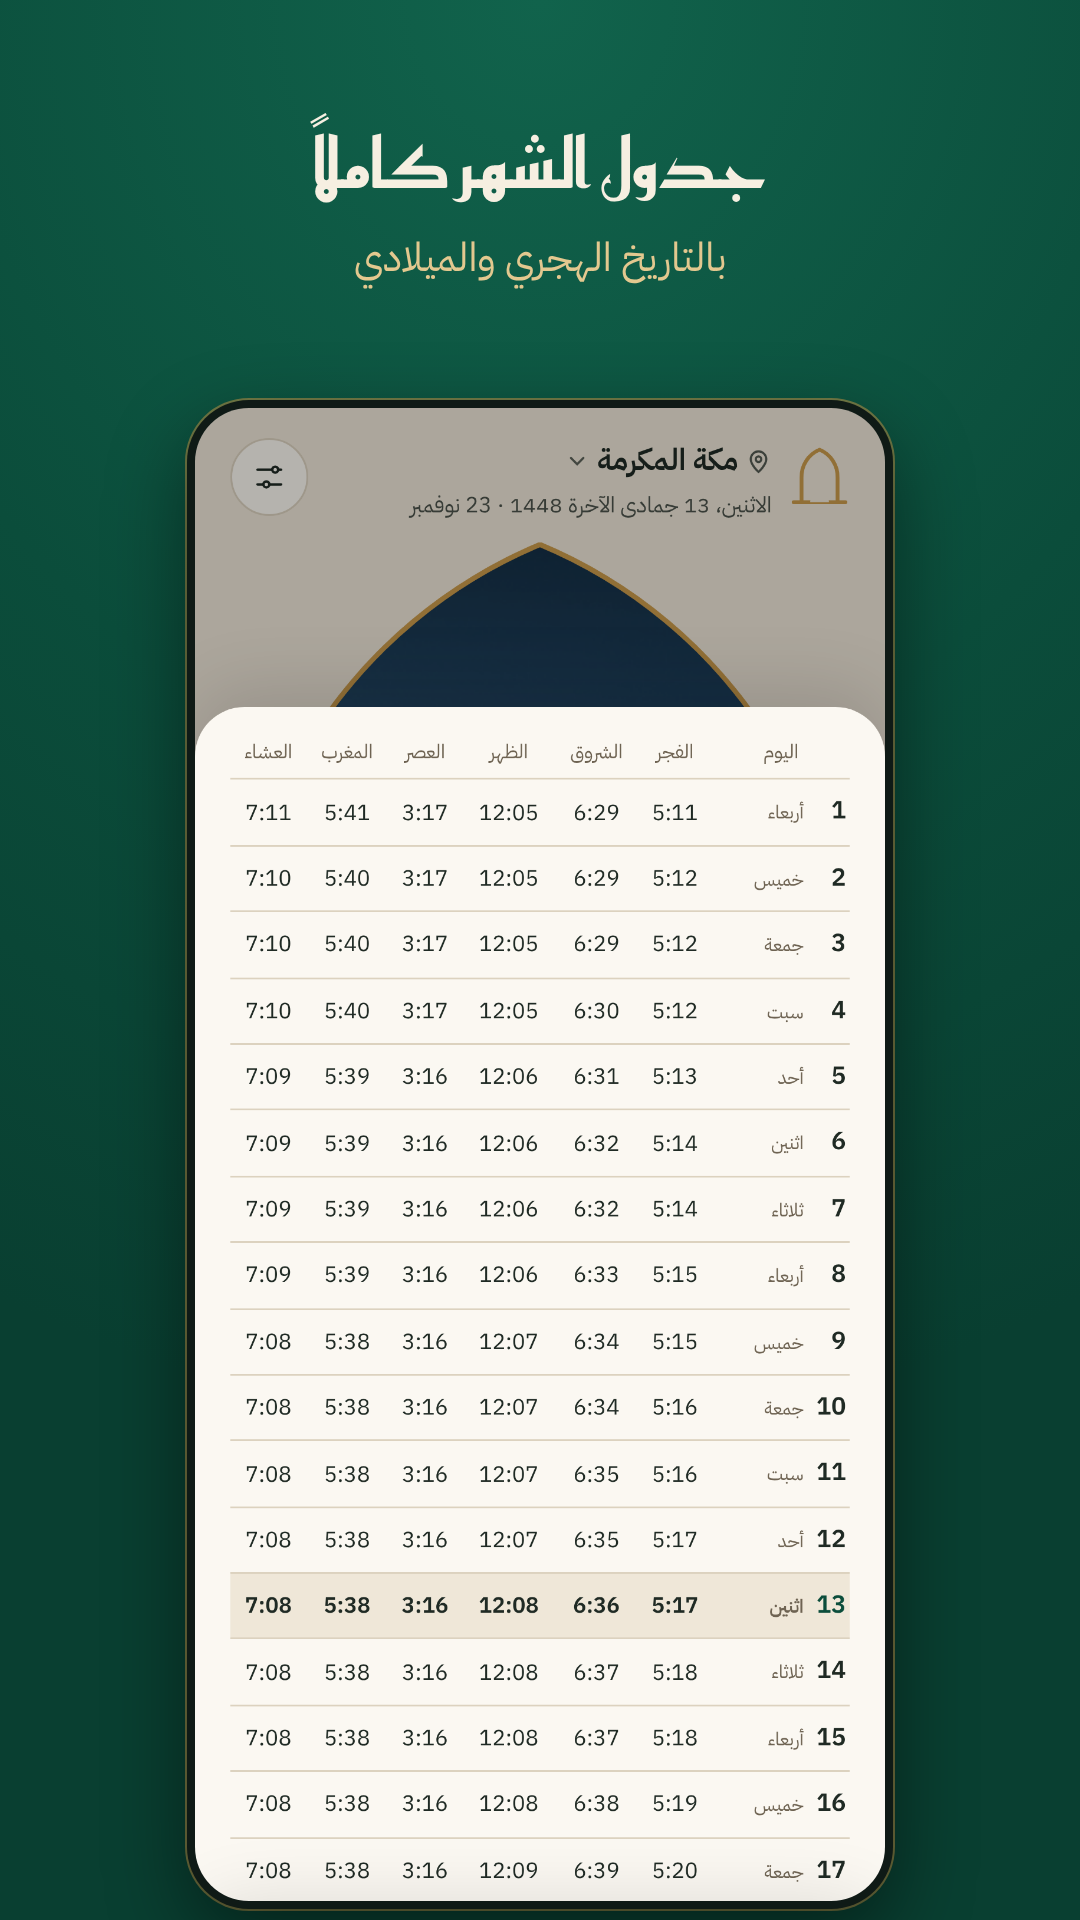 جدول الشهر كاملاً
بالتاريخ الهجري والميلادي
مكة المكرمة
الاثنين، 13 جمادى الآخرة 1448 · 23 نوفمبر
اليوم الفجر الشروق الظهر العصر المغرب العشاء
1 أربعاء 5:11 6:29 12:05 3:17 5:41 7:11
2 خميس 5:12 6:29 12:05 3:17 5:40 7:10
3 جمعة 5:12 6:29 12:05 3:17 5:40 7:10
4 سبت 5:12 6:30 12:05 3:17 5:40 7:10
5 أحد 5:13 6:31 12:06 3:16 5:39 7:09
6 اثنين 5:14 6:32 12:06 3:16 5:39 7:09
7 ثلاثاء 5:14 6:32 12:06 3:16 5:39 7:09
8 أربعاء 5:15 6:33 12:06 3:16 5:39 7:09
9 خميس 5:15 6:34 12:07 3:16 5:38 7:08
10 جمعة 5:16 6:34 12:07 3:16 5:38 7:08
11 سبت 5:16 6:35 12:07 3:16 5:38 7:08
12 أحد 5:17 6:35 12:07 3:16 5:38 7:08
13 اثنين 5:17 6:36 12:08 3:16 5:38 7:08
14 ثلاثاء 5:18 6:37 12:08 3:16 5:38 7:08
15 أربعاء 5:18 6:37 12:08 3:16 5:38 7:08
16 خميس 5:19 6:38 12:08 3:16 5:38 7:08
17 جمعة 5:20 6:39 12:09 3:16 5:38 7:08